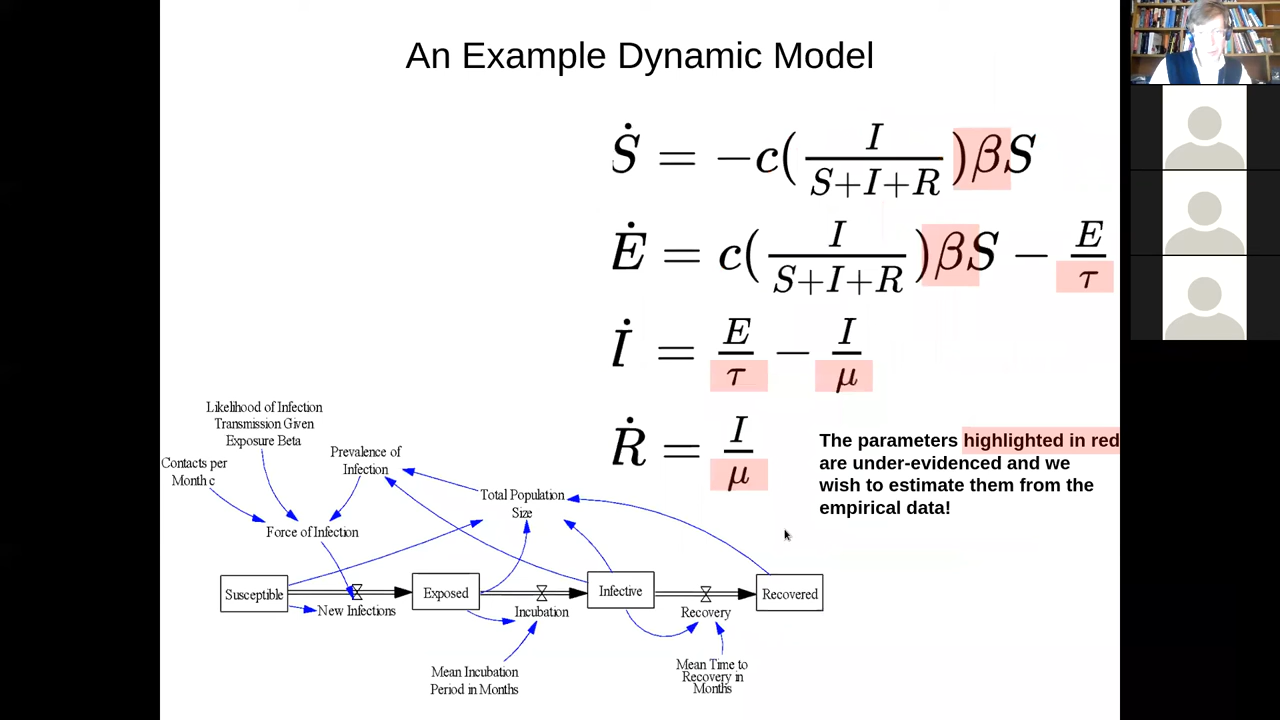 An Example Dynamic Model
Ṡ = −c(I/S+I+R)βS
Ė = c(I/S+I+R)βS − E/τ
İ = E/τ − I/μ
Ṙ = I/μ
The parameters highlighted in red
are under-evidenced and we
wish to estimate them from the
empirical data!
Likelihood of Infection
Transmission Given
Exposure Beta
Contacts per
Month c
Prevalence of
Infection
Total Population
Size
Force of Infection
Susceptible
New Infections
Exposed
Incubation
Infective
Recovery
Recovered
Mean Incubation
Period in Months
Mean Time to
Recovery in
Months